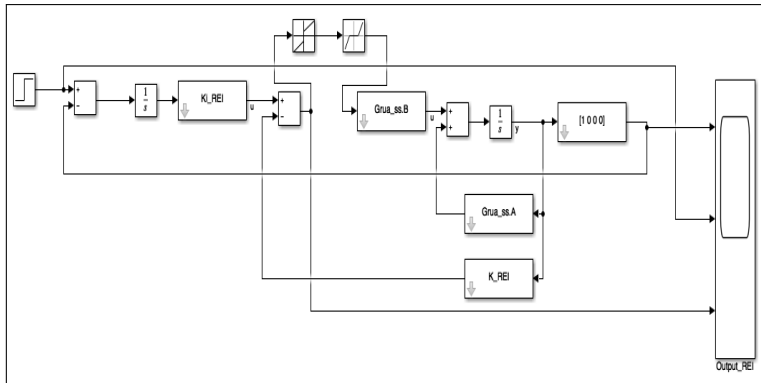 +
−
1
s
Ki_REI
u
+
−
Grua_ss.B
u
+
+
1
s
y
[1 0 0 0]
Grua_ss.A
K_REI
Output_REI